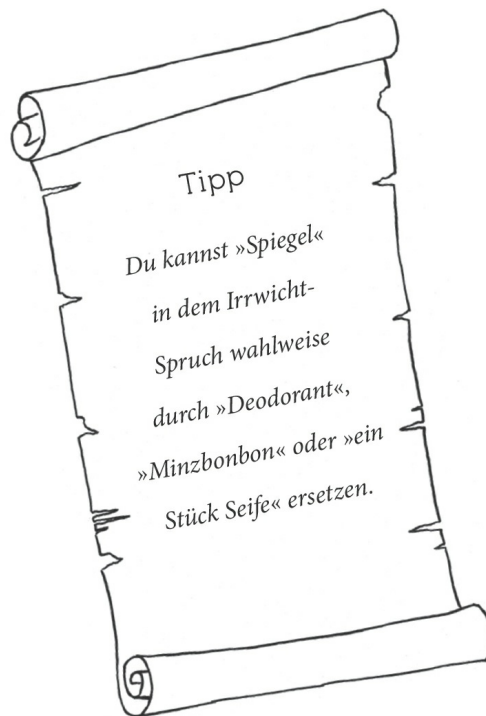 Tipp
Du kannst »Spiegel«
in dem Irrwicht-
Spruch wahlweise
durch »Deodorant«,
»Minzbonbon« oder »ein
Stück Seife« ersetzen.